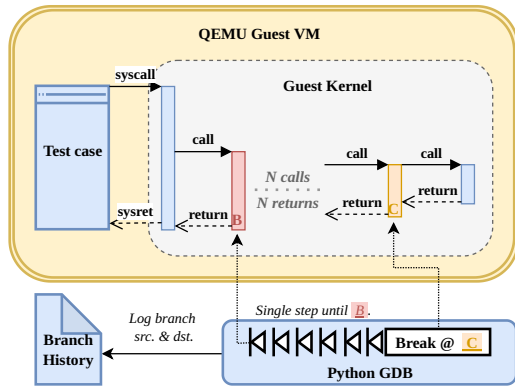 QEMU Guest VM
syscall
Guest Kernel
Test case
call
call
call
N calls
N returns
B
C
sysret
return
return
return
Single step until B.
Log branch
src. & dst.
Branch
History
Break @ C
Python GDB